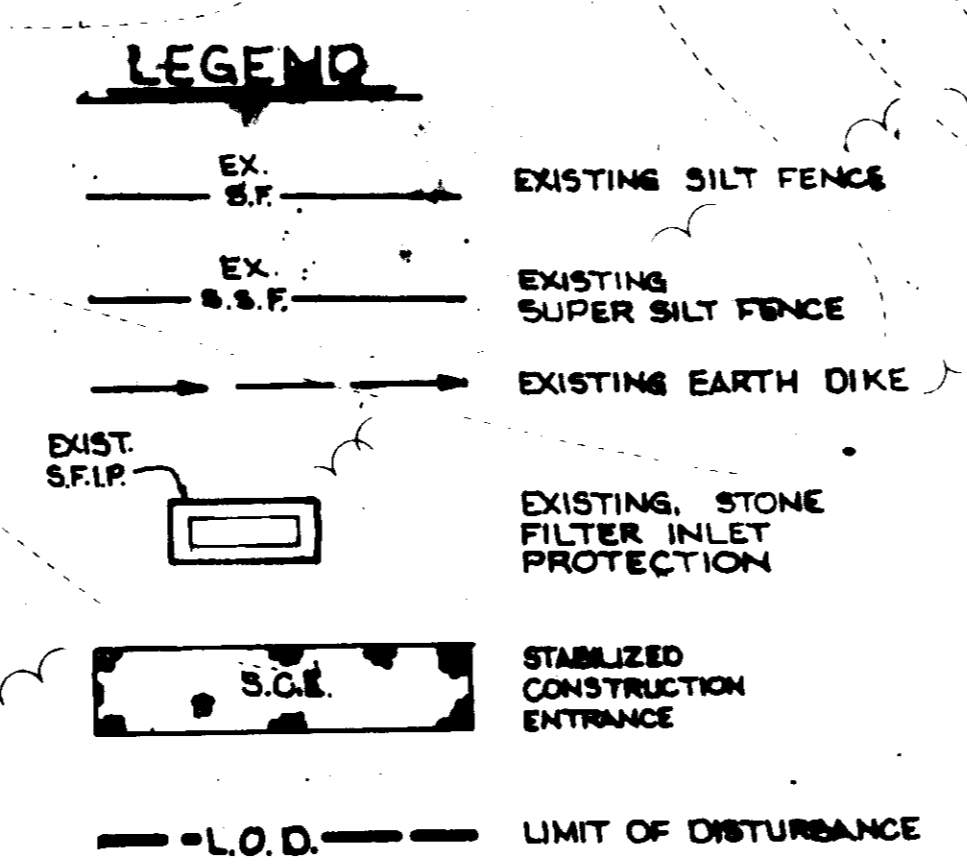 LEGEND
EX.
S.F.
EXISTING SILT FENCE
EX.
S.S.F.
EXISTING
SUPER SILT FENCE
EXISTING EARTH DIKE
EXIST.
S.F.I.P.
EXISTING, STONE
FILTER INLET
PROTECTION
S.C.E.
STABILIZED
CONSTRUCTION
ENTRANCE
L.O.D.
LIMIT OF DISTURBANCE